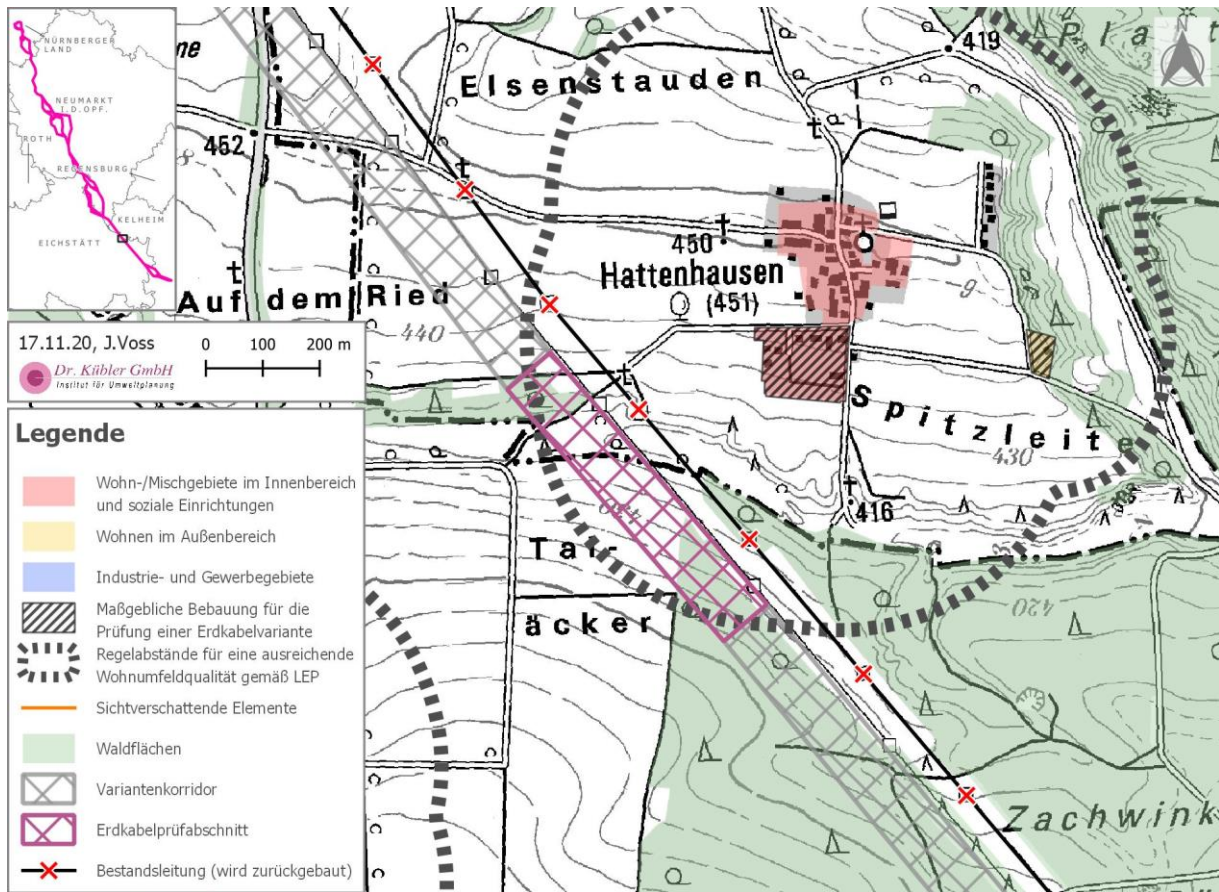 NÜRNBERGER
LAND
NEUMARKT
I.D.OPF.
ROTH
REGENSBURG
KELHEIM
EICHSTÄTT
17.11.20, J.Voss
0 100 200 m
Dr. Kübler GmbH
Institut für Umweltplanung
Legende
Wohn-/Mischgebiete im Innenbereich
und soziale Einrichtungen
Wohnen im Außenbereich
Industrie- und Gewerbegebiete
Maßgebliche Bebauung für die
Prüfung einer Erdkabelvariante
Regelabstände für eine ausreichende
Wohnumfeldqualität gemäß LEP
Sichtverschattende Elemente
Waldflächen
Variantenkorridor
Erdkabelprüfabschnitt
Bestandsleitung (wird zurückgebaut)
N
419
Elsenstauden
452
450
Hattenhausen
(451)
Auf dem Ried
440
Spitzleite
430
416
Tal-
äcker
420
Zachwink